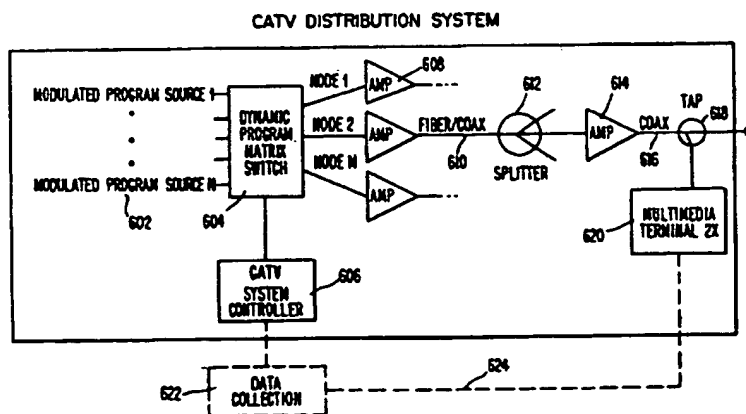 CATV DISTRIBUTION SYSTEM
MODULATED PROGRAM SOURCE 1
MODULATED PROGRAM SOURCE N
602
DYNAMIC
PROGRAM
MATRIX
SWITCH
604
NODE 1
NODE 2
NODE M
AMP
608
AMP
AMP
FIBER/COAX
610
612
SPLITTER
614
AMP
COAX
616
TAP
618
620
MULTIMEDIA
TERMINAL 2X
CATV
SYSTEM
CONTROLLER
606
622
DATA
COLLECTION
624